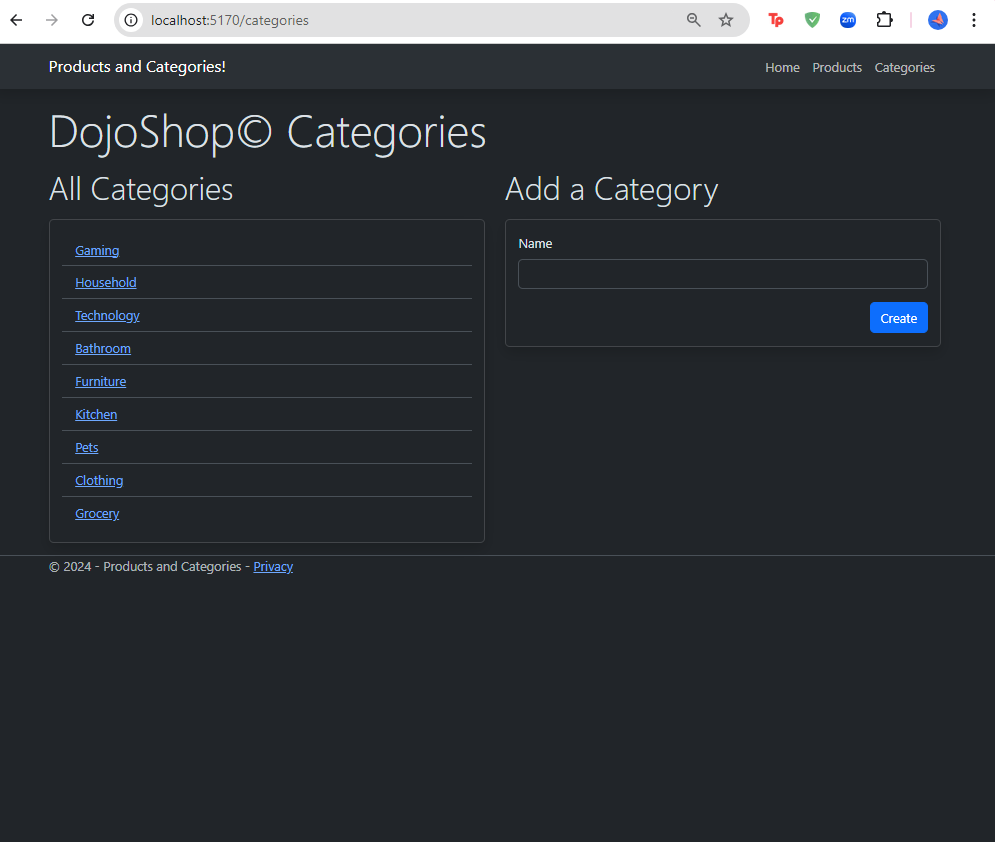 localhost:5170/categories
Tp
zm
Products and Categories!
Home Products Categories
DojoShop© Categories
All Categories
Gaming
Household
Technology
Bathroom
Furniture
Kitchen
Pets
Clothing
Grocery
Add a Category
Name
Create
© 2024 - Products and Categories - Privacy